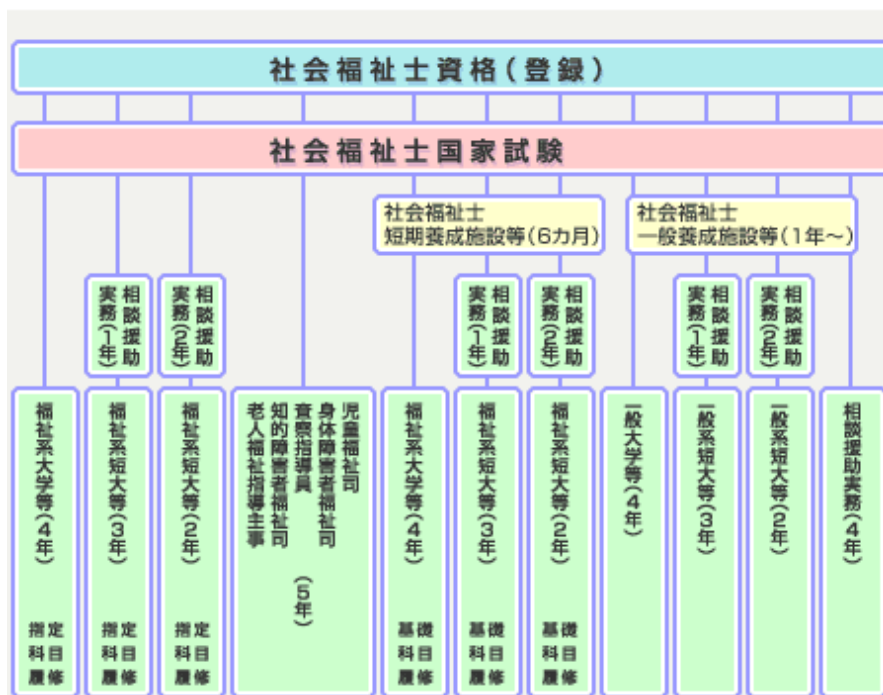 社会福祉士資格(登録)
社会福祉士国家試験
社会福祉士
短期養成施設等(6カ月)
社会福祉士
一般養成施設等(1年～)
相談援助
実務(1年)
相談援助
実務(2年)
相談援助
実務(1年)
相談援助
実務(2年)
相談援助
実務(1年)
相談援助
実務(2年)
福祉系大学等(4年)
指定
科目
履修
福祉系短大等(3年)
指定
科目
履修
福祉系短大等(2年)
指定
科目
履修
児童福祉司
身体障害者福祉司
査察指導員
知的障害者福祉司
老人福祉指導主事
(5年)
福祉系大学等(4年)
基礎
科目
履修
福祉系短大等(3年)
基礎
科目
履修
福祉系短大等(2年)
基礎
科目
履修
一般大学等(4年)
一般系短大等(3年)
一般系短大等(2年)
相談援助実務(4年)